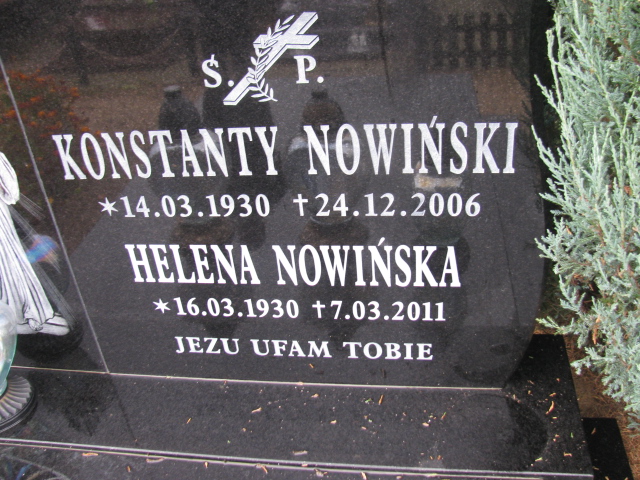 Ś. P.
KONSTANTY NOWIŃSKI
✶14.03.1930 †24.12.2006
HELENA NOWIŃSKA
✶16.03.1930 †7.03.2011
JEZU UFAM TOBIE